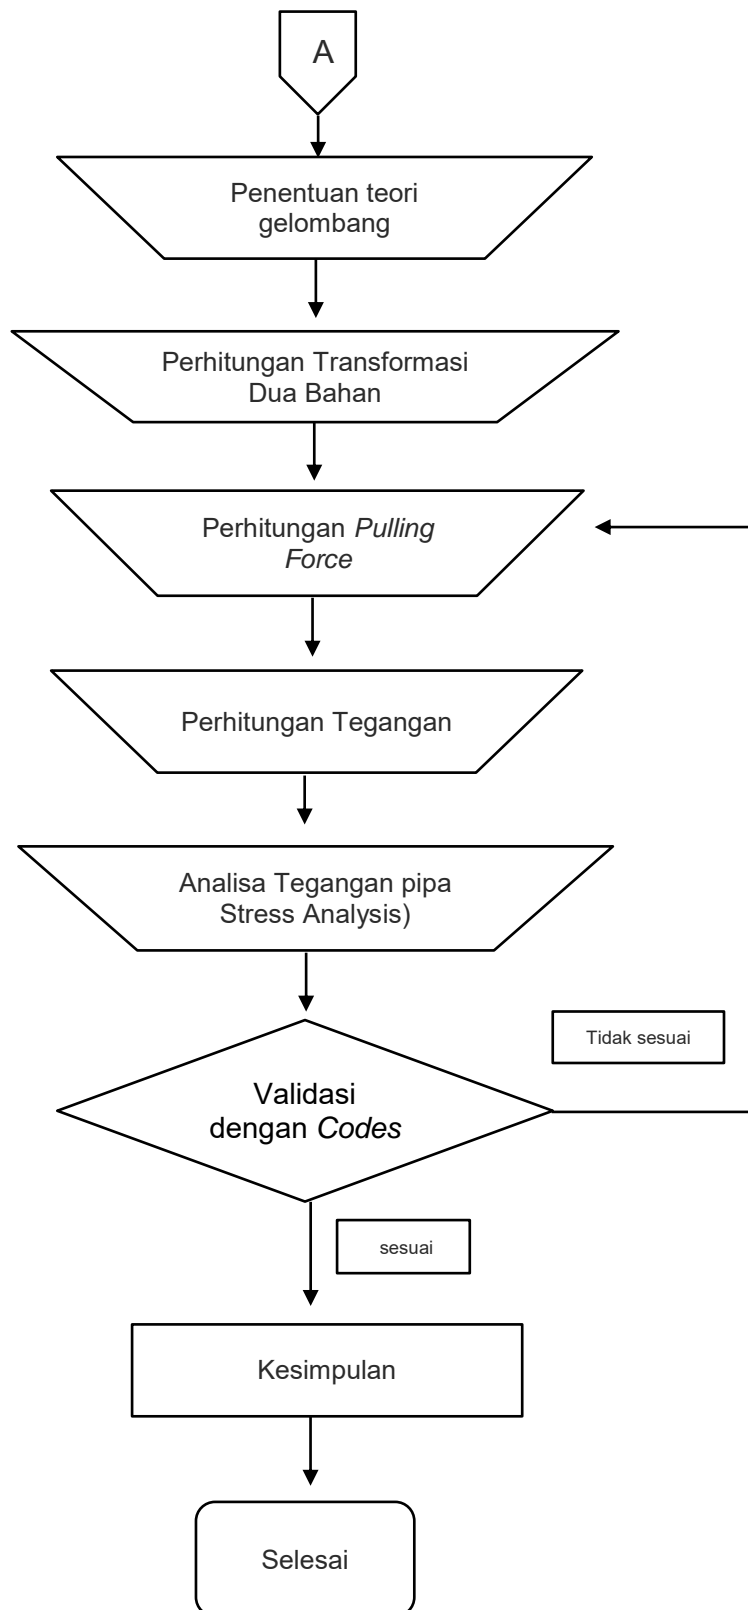 A
Penentuan teori
gelombang
Perhitungan Transformasi
Dua Bahan
Perhitungan Pulling
Force
Perhitungan Tegangan
Analisa Tegangan pipa
Stress Analysis)
Tidak sesuai
Validasi
dengan Codes
sesuai
Kesimpulan
Selesai